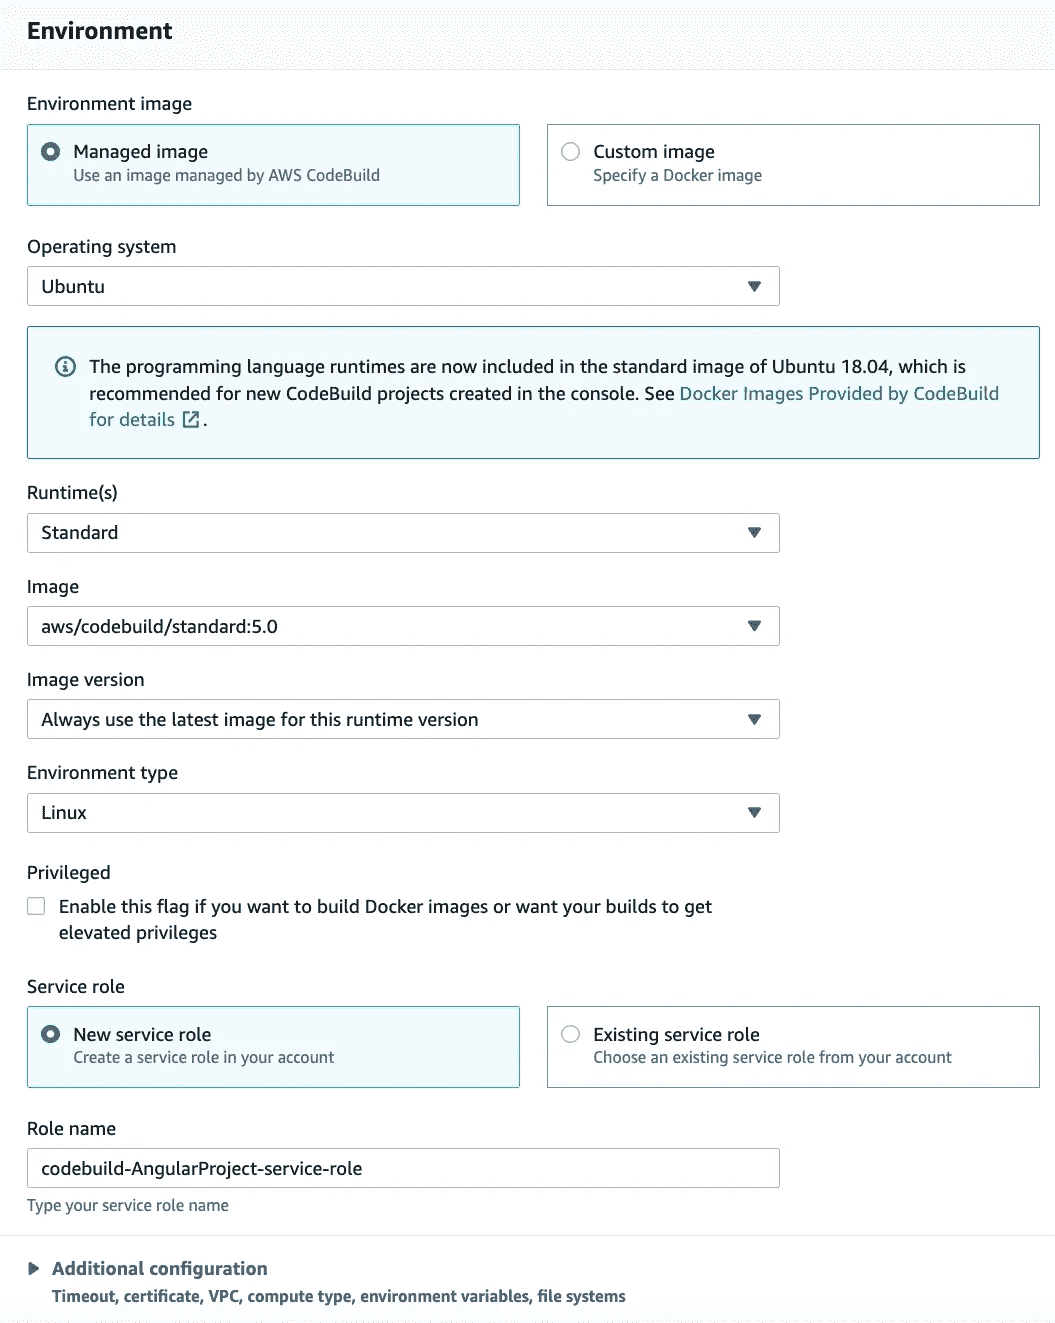 Environment
Environment image
Managed image
Use an image managed by AWS CodeBuild
Custom image
Specify a Docker image
Operating system
Ubuntu
The programming language runtimes are now included in the standard image of Ubuntu 18.04, which is
recommended for new CodeBuild projects created in the console. See Docker Images Provided by CodeBuild
for details.
Runtime(s)
Standard
Image
aws/codebuild/standard:5.0
Image version
Always use the latest image for this runtime version
Environment type
Linux
Privileged
Enable this flag if you want to build Docker images or want your builds to get
elevated privileges
Service role
New service role
Create a service role in your account
Existing service role
Choose an existing service role from your account
Role name
codebuild-AngularProject-service-role
Type your service role name
Additional configuration
Timeout, certificate, VPC, compute type, environment variables, file systems